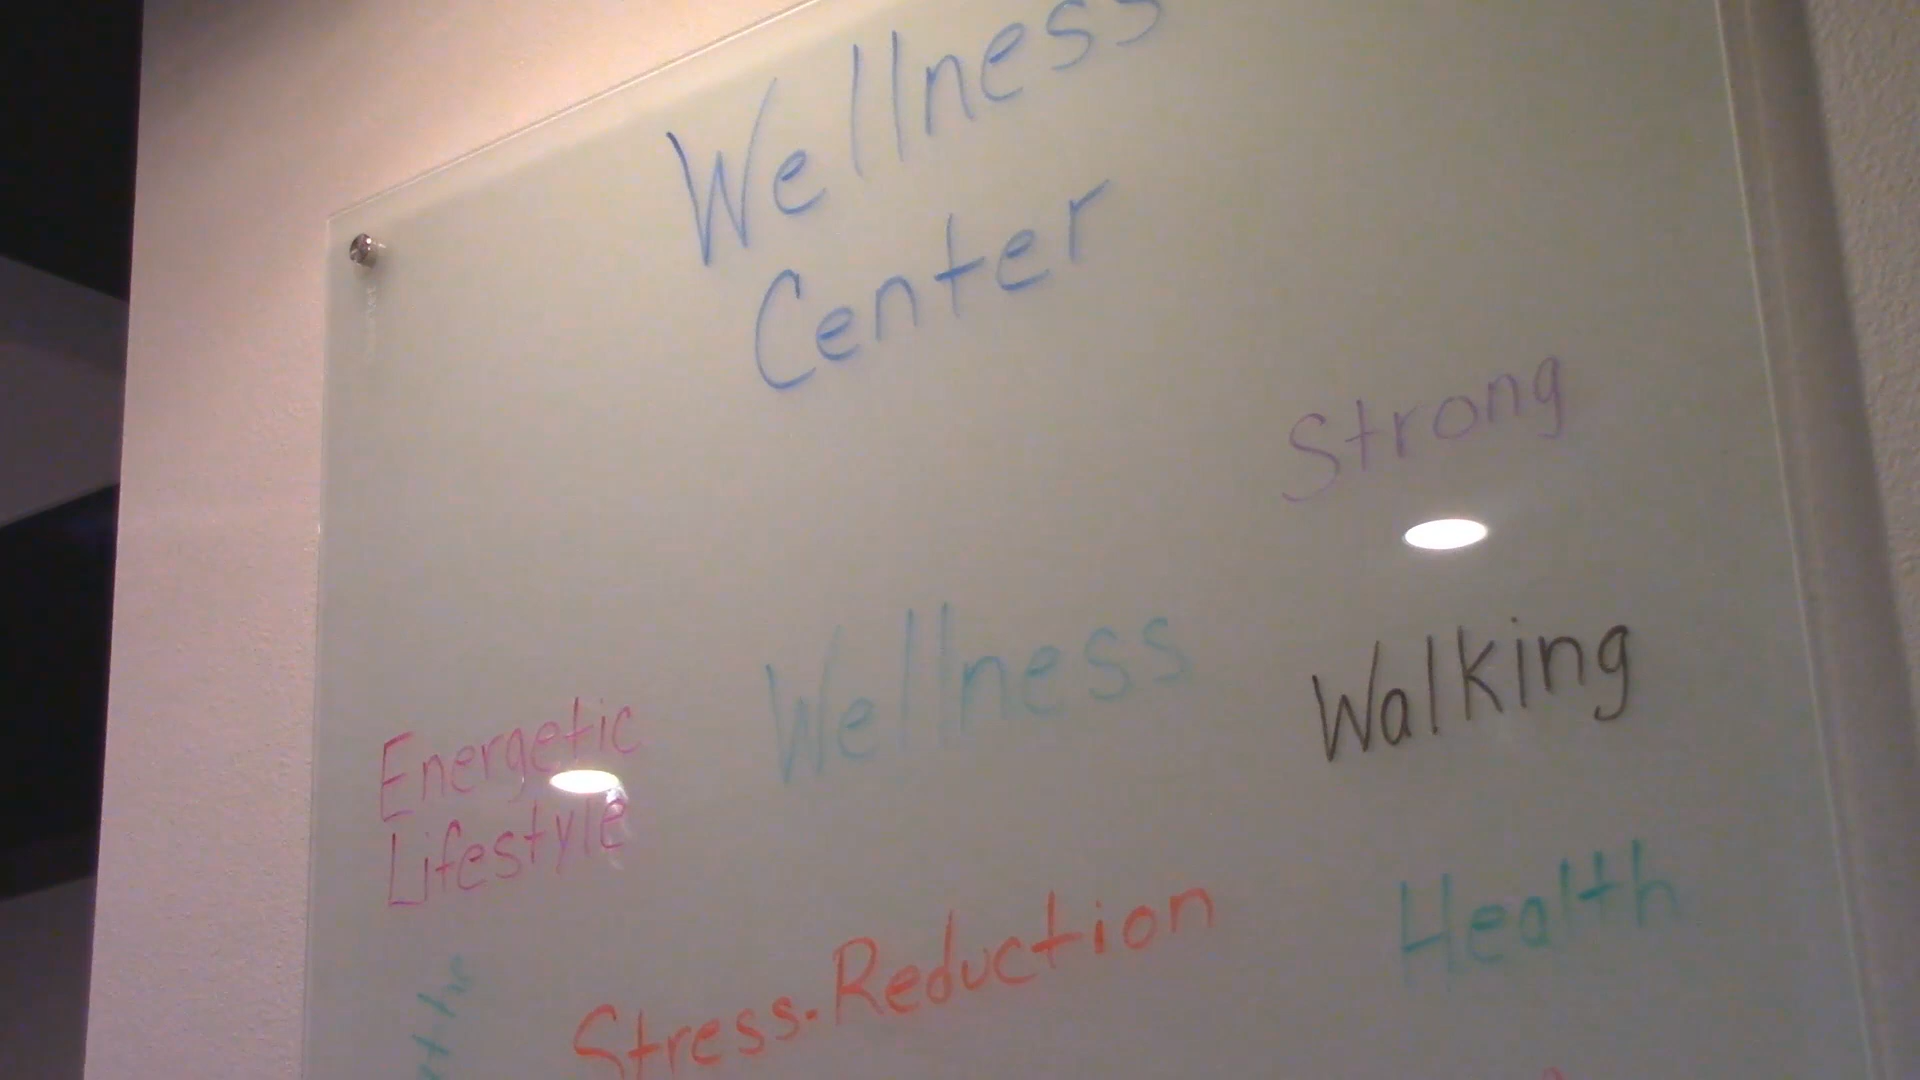 Wellness
Center
Strong
Wellness
Walking
Energetic
Lifestyle
Health
Stress-Reduction